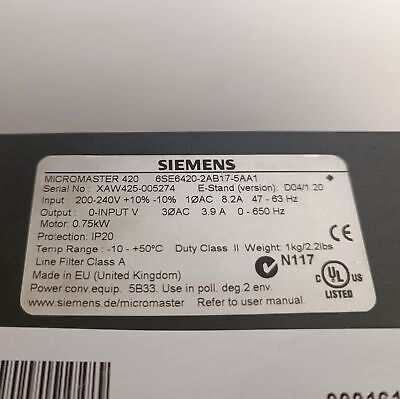 SIEMENS
MICROMASTER 420 6SE6420-2AB17-5AA1
Serial No : XAW425-005274 E-Stand (version): D04/1.20
Input : 200-240V +10% -10% 1ØAC 8.2A 47 - 63 Hz
Output : 0-INPUT V 3ØAC 3.9 A 0 - 650 Hz
Motor: 0.75kW
Protection: IP20
Temp Range : -10 - +50°C Duty Class II Weight: 1kg/2.2lbs
Line Filter Class A
N117
Made in EU (United Kingdom)
C UL US
LISTED
Power conv.equip. 5B33. Use in poll. deg.2 env.
www.siemens.de/micromaster Refer to user manual.